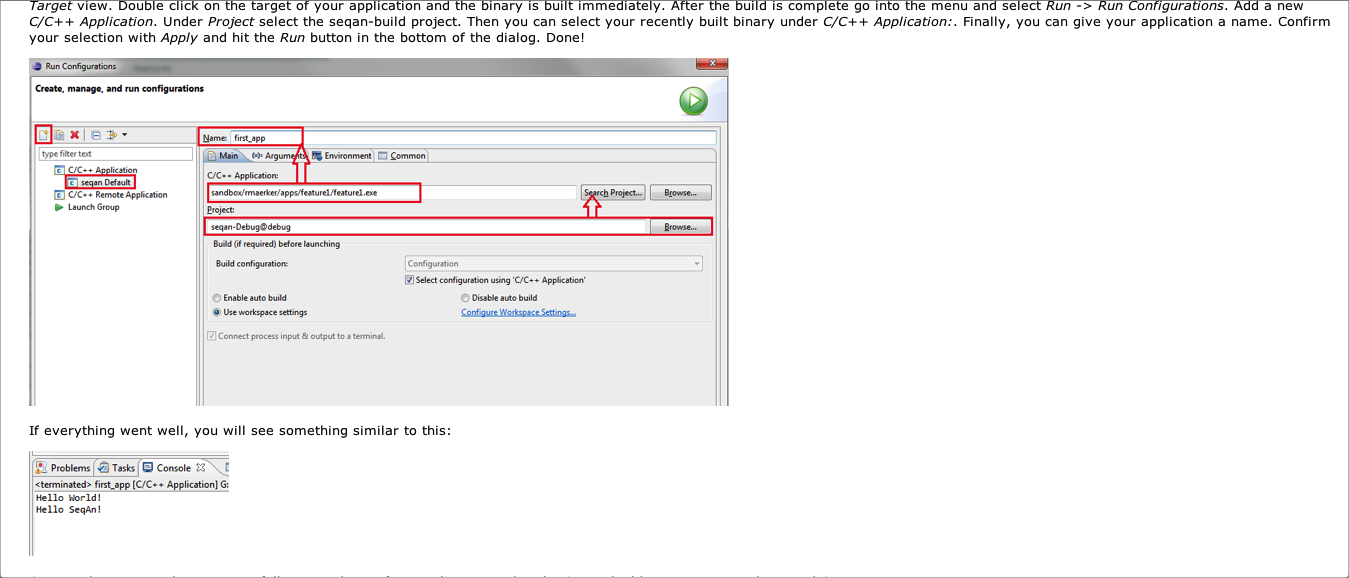 Target view. Double click on the target of your application and the binary is built immediately. After the build is complete go into the menu and select Run -> Run Configurations. Add a new
C/C++ Application. Under Project select the seqan-build project. Then you can select your recently built binary under C/C++ Application:. Finally, you can give your application a name. Confirm
your selection with Apply and hit the Run button in the bottom of the dialog. Done!
Run Configurations
Create, manage, and run configurations
type filter text
C/C++ Application
seqan Default
C/C++ Remote Application
Launch Group
Name: first_app
Main
Arguments
Environment
Common
C/C++ Application:
sandbox/rmaerker/apps/feature1/feature1.exe
Search Project...
Browse...
Project:
seqan-Debug@debug
Browse...
Build (if required) before launching
Build configuration:
Configuration
Select configuration using 'C/C++ Application'
Enable auto build
Disable auto build
Use workspace settings
Configure Workspace Settings...
Connect process input & output to a terminal.
If everything went well, you will see something similar to this:
Problems
Tasks
Console
<terminated> first_app [C/C++ Application] G:
Hello World!
Hello SeqAn!